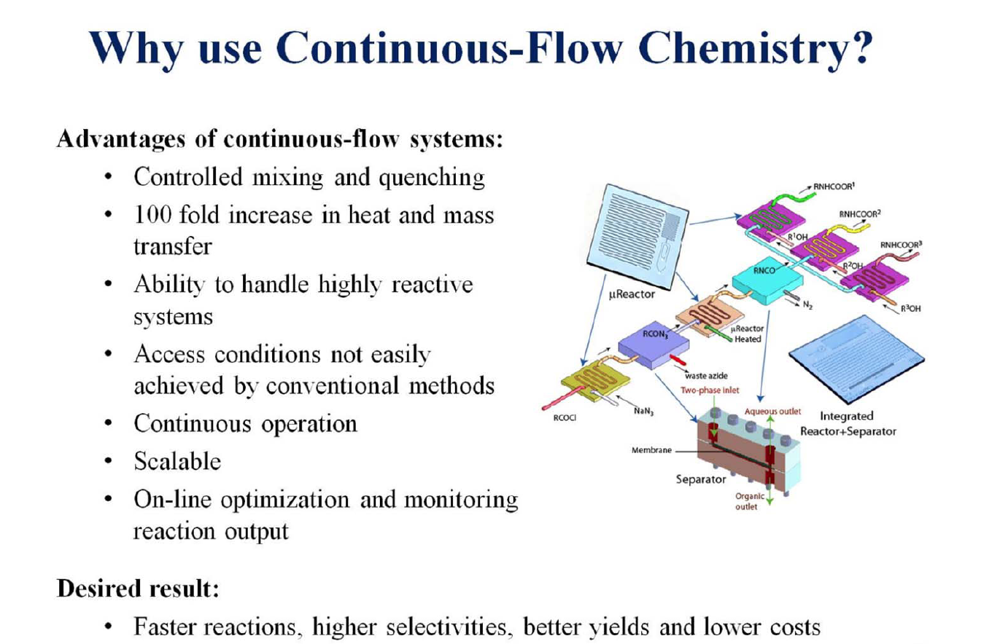 Why use Continuous-Flow Chemistry?
Advantages of continuous-flow systems:
• Controlled mixing and quenching
• 100 fold increase in heat and mass
transfer
• Ability to handle highly reactive
systems
• Access conditions not easily
achieved by conventional methods
• Continuous operation
• Scalable
• On-line optimization and monitoring
reaction output
Desired result:
• Faster reactions, higher selectivities, better yields and lower costs
RNHCOOR¹
RNHCOOR²
R¹OH
RNHCOOR³
R²OH
RNCO
µReactor
N₂
R³OH
µReactor
Heated
RCON₃
waste azide
Two-phase inlet
NaN₃
RCOCl
Aqueous outlet
Integrated
Reactor+Separator
Membrane
Separator
Organic
outlet